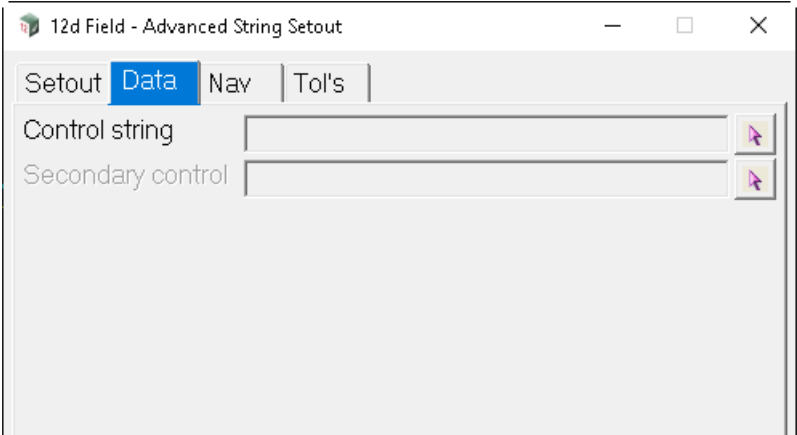 12d Field - Advanced String Setout
Setout Data Nav Tol's
Control string
Secondary control